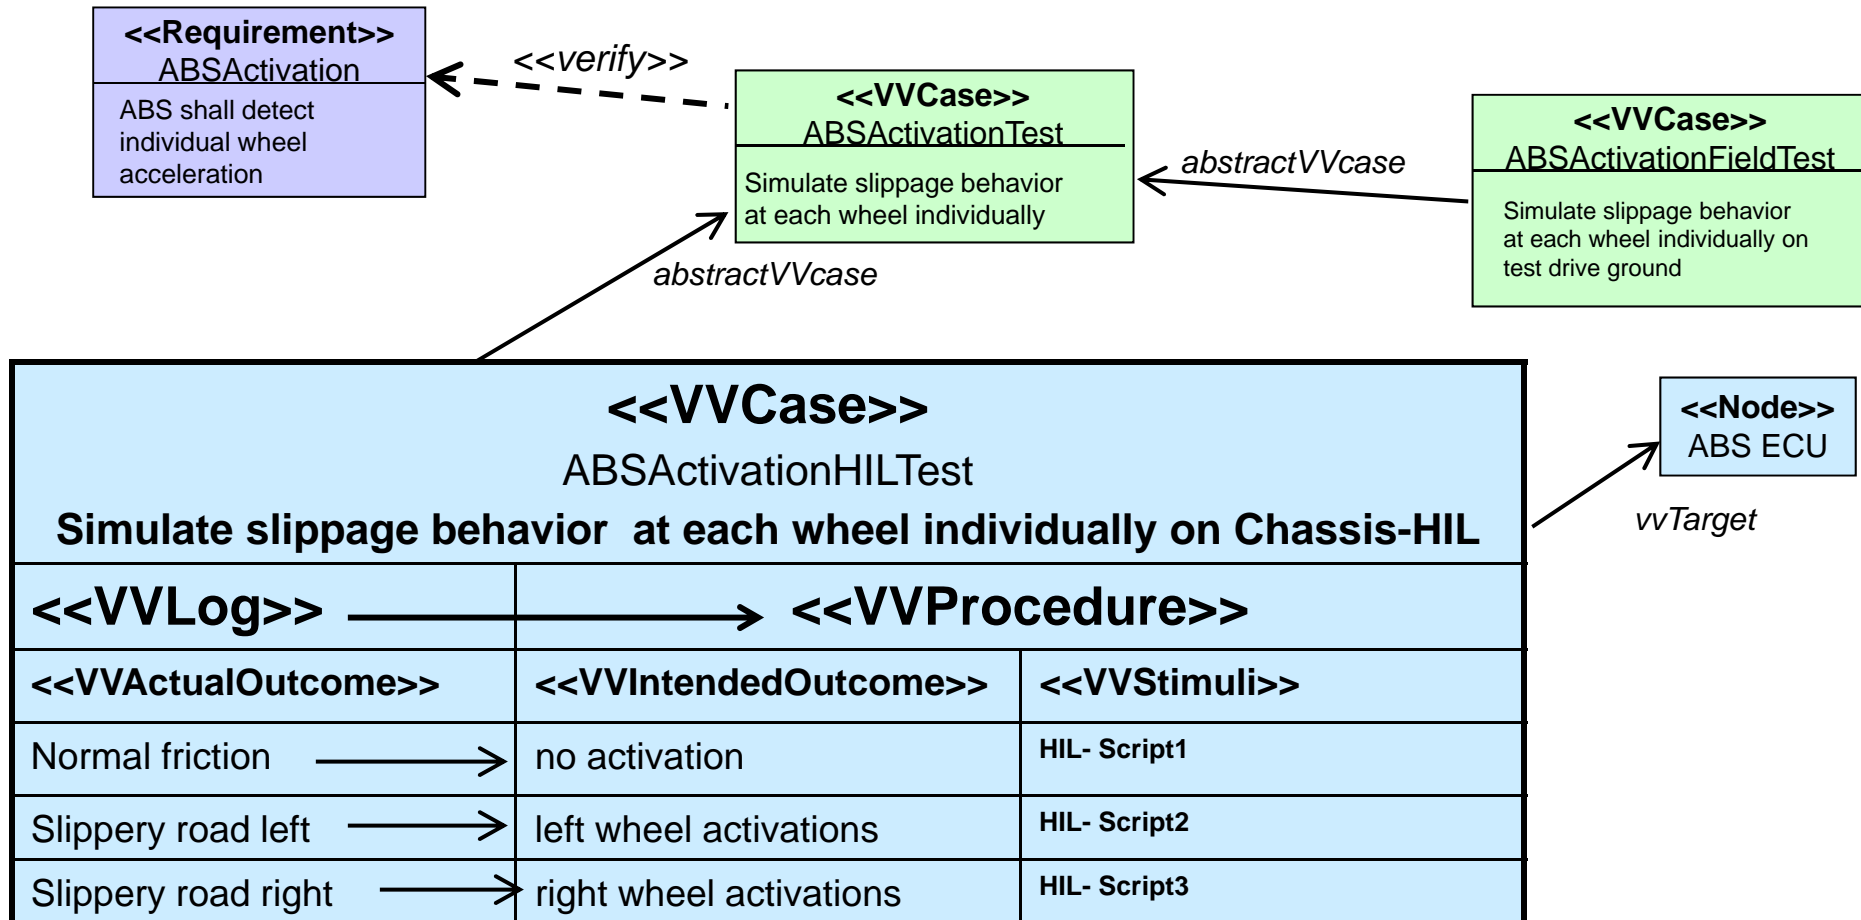 <<Requirement>>
ABSActivation
ABS shall detect
individual wheel
acceleration
<<verify>>
<<VVCase>>
ABSActivationTest
Simulate slippage behavior
at each wheel individually
abstractVVcase
<<VVCase>>
ABSActivationFieldTest
Simulate slippage behavior
at each wheel individually on
test drive ground
abstractVVcase
<<VVCase>>
ABSActivationHILTest
Simulate slippage behavior at each wheel individually on Chassis-HIL
<<Node>>
ABS ECU
vvTarget
<<VVLog>> <<VVProcedure>>
<<VVActualOutcome>> <<VVIntendedOutcome>> <<VVStimuli>>
Normal friction no activation HIL- Script1
Slippery road left left wheel activations HIL- Script2
Slippery road right right wheel activations HIL- Script3